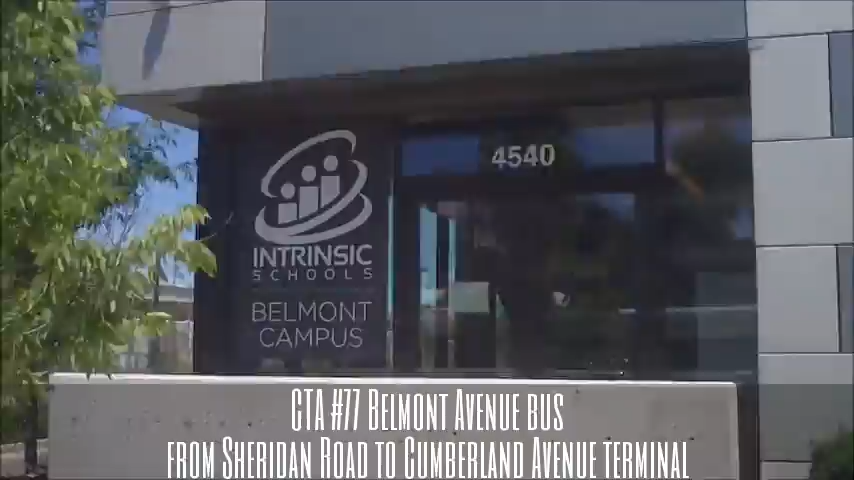 4540
INTRINSIC
SCHOOLS
BELMONT
CAMPUS
CTA #77 BELMONT AVENUE BUS
FROM SHERIDAN ROAD TO CUMBERLAND AVENUE TERMINAL